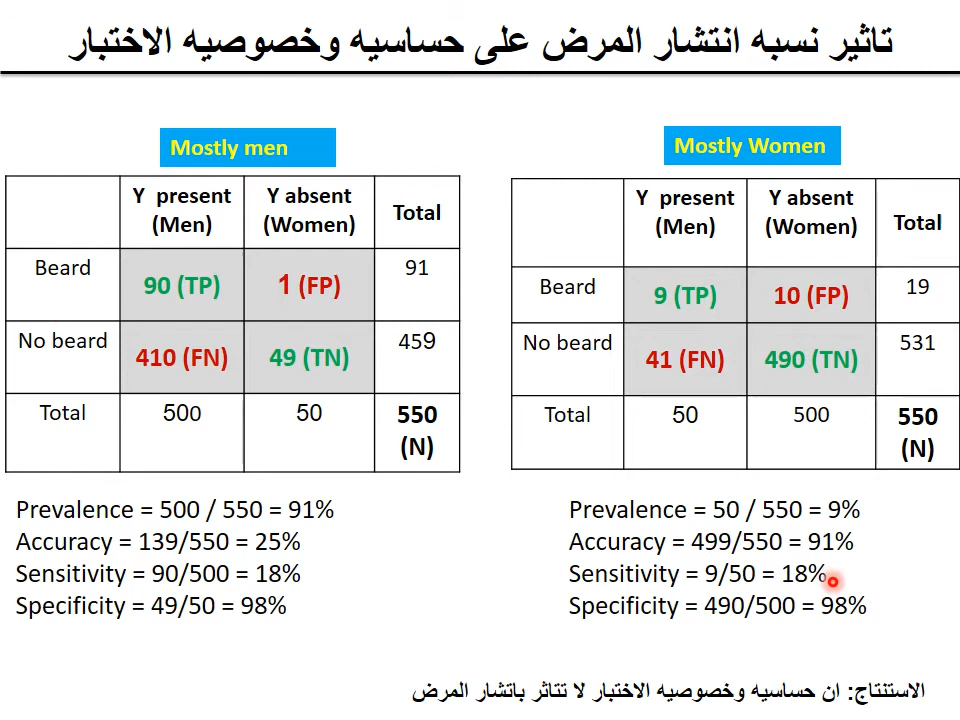 تاثير نسبه انتشار المرض على حساسيه وخصوصيه الاختبار
Mostly men
Y present (Men) Y absent (Women) Total
Beard 90 (TP) 1 (FP) 91
No beard 410 (FN) 49 (TN) 459
Total 500 50 550 (N)
Prevalence = 500 / 550 = 91%
Accuracy = 139/550 = 25%
Sensitivity = 90/500 = 18%
Specificity = 49/50 = 98%
Mostly Women
Y present (Men) Y absent (Women) Total
Beard 9 (TP) 10 (FP) 19
No beard 41 (FN) 490 (TN) 531
Total 50 500 550 (N)
Prevalence = 50 / 550 = 9%
Accuracy = 499/550 = 91%
Sensitivity = 9/50 = 18%
Specificity = 490/500 = 98%
الاستنتاج: ان حساسيه وخصوصيه الاختبار لا تتاثر باتشار المرض